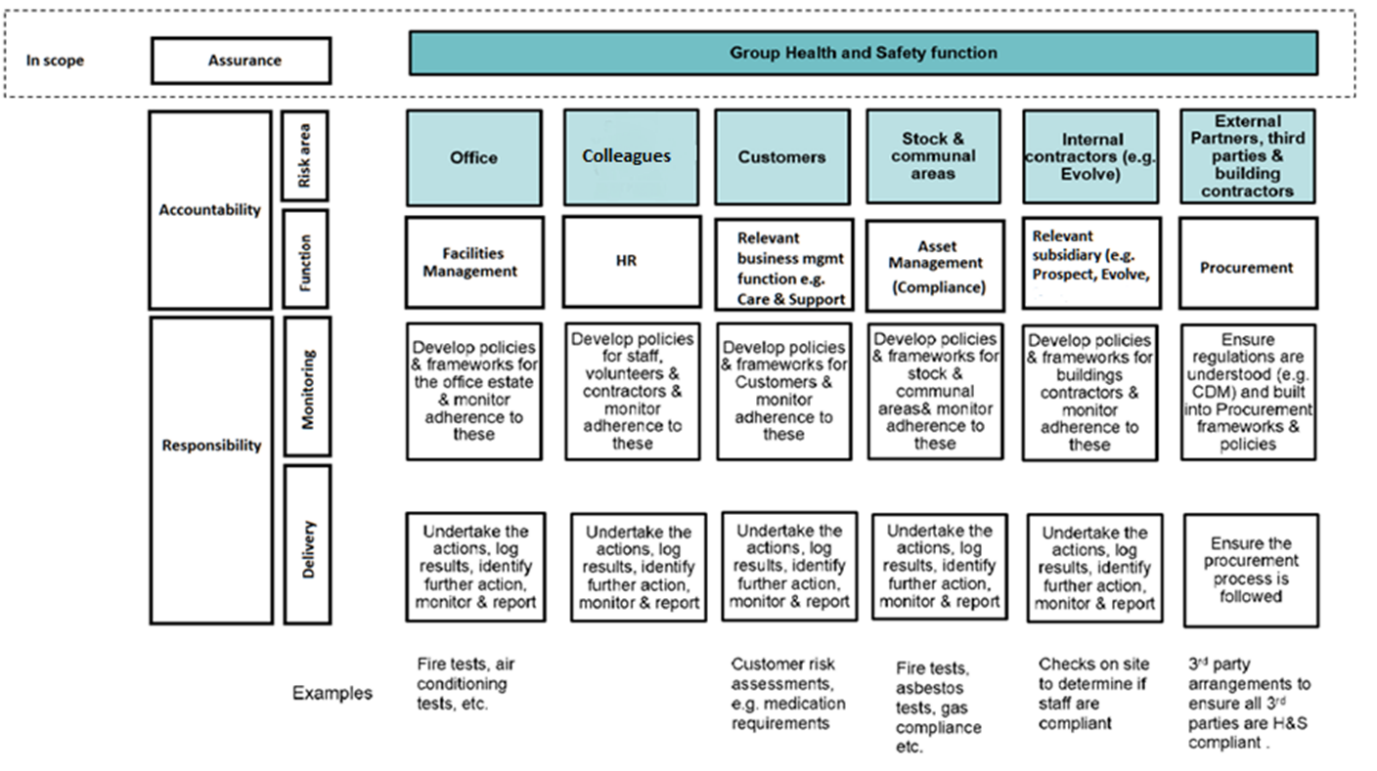 In scope
Assurance
Group Health and Safety function
Accountability
Risk area
Office
Colleagues
Customers
Stock &
communal
areas
Internal
contractors (e.g.
Evolve)
External
Partners, third
parties &
building
contractors
Function
Facilities
Management
HR
Relevant
business mgmt
function e.g.
Care & Support
Asset
Management
(Compliance)
Relevant
subsidiary (e.g.
Prospect, Evolve,
Procurement
Responsibility
Monitoring
Develop policies
& frameworks for
the office estate
& monitor
adherence to
these
Develop policies
for staff,
volunteers &
contractors &
monitor
adherence to
these
Develop policies
& frameworks for
Customers &
monitor
adherence to
these
Develop policies
& frameworks for
stock &
communal
areas& monitor
adherence to
these
Develop policies
& frameworks for
buildings
contractors &
monitor
adherence to
these
Ensure
regulations are
understood (e.g.
CDM) and built
into Procurement
frameworks &
policies
Delivery
Undertake the
actions, log
results, identify
further action,
monitor & report
Undertake the
actions, log
results, identify
further action,
monitor & report
Undertake the
actions, log
results, identify
further action,
monitor & report
Undertake the
actions, log
results, identify
further action,
monitor & report
Undertake the
actions, log
results, identify
further action,
monitor & report
Ensure the
procurement
process is
followed
Examples
Fire tests, air
conditioning
tests, etc.
Customer risk
assessments,
e.g. medication
requirements
Fire tests,
asbestos
tests, gas
compliance
etc.
Checks on site
to determine if
staff are
compliant
3rd party
arrangements to
ensure all 3rd
parties are H&S
compliant .